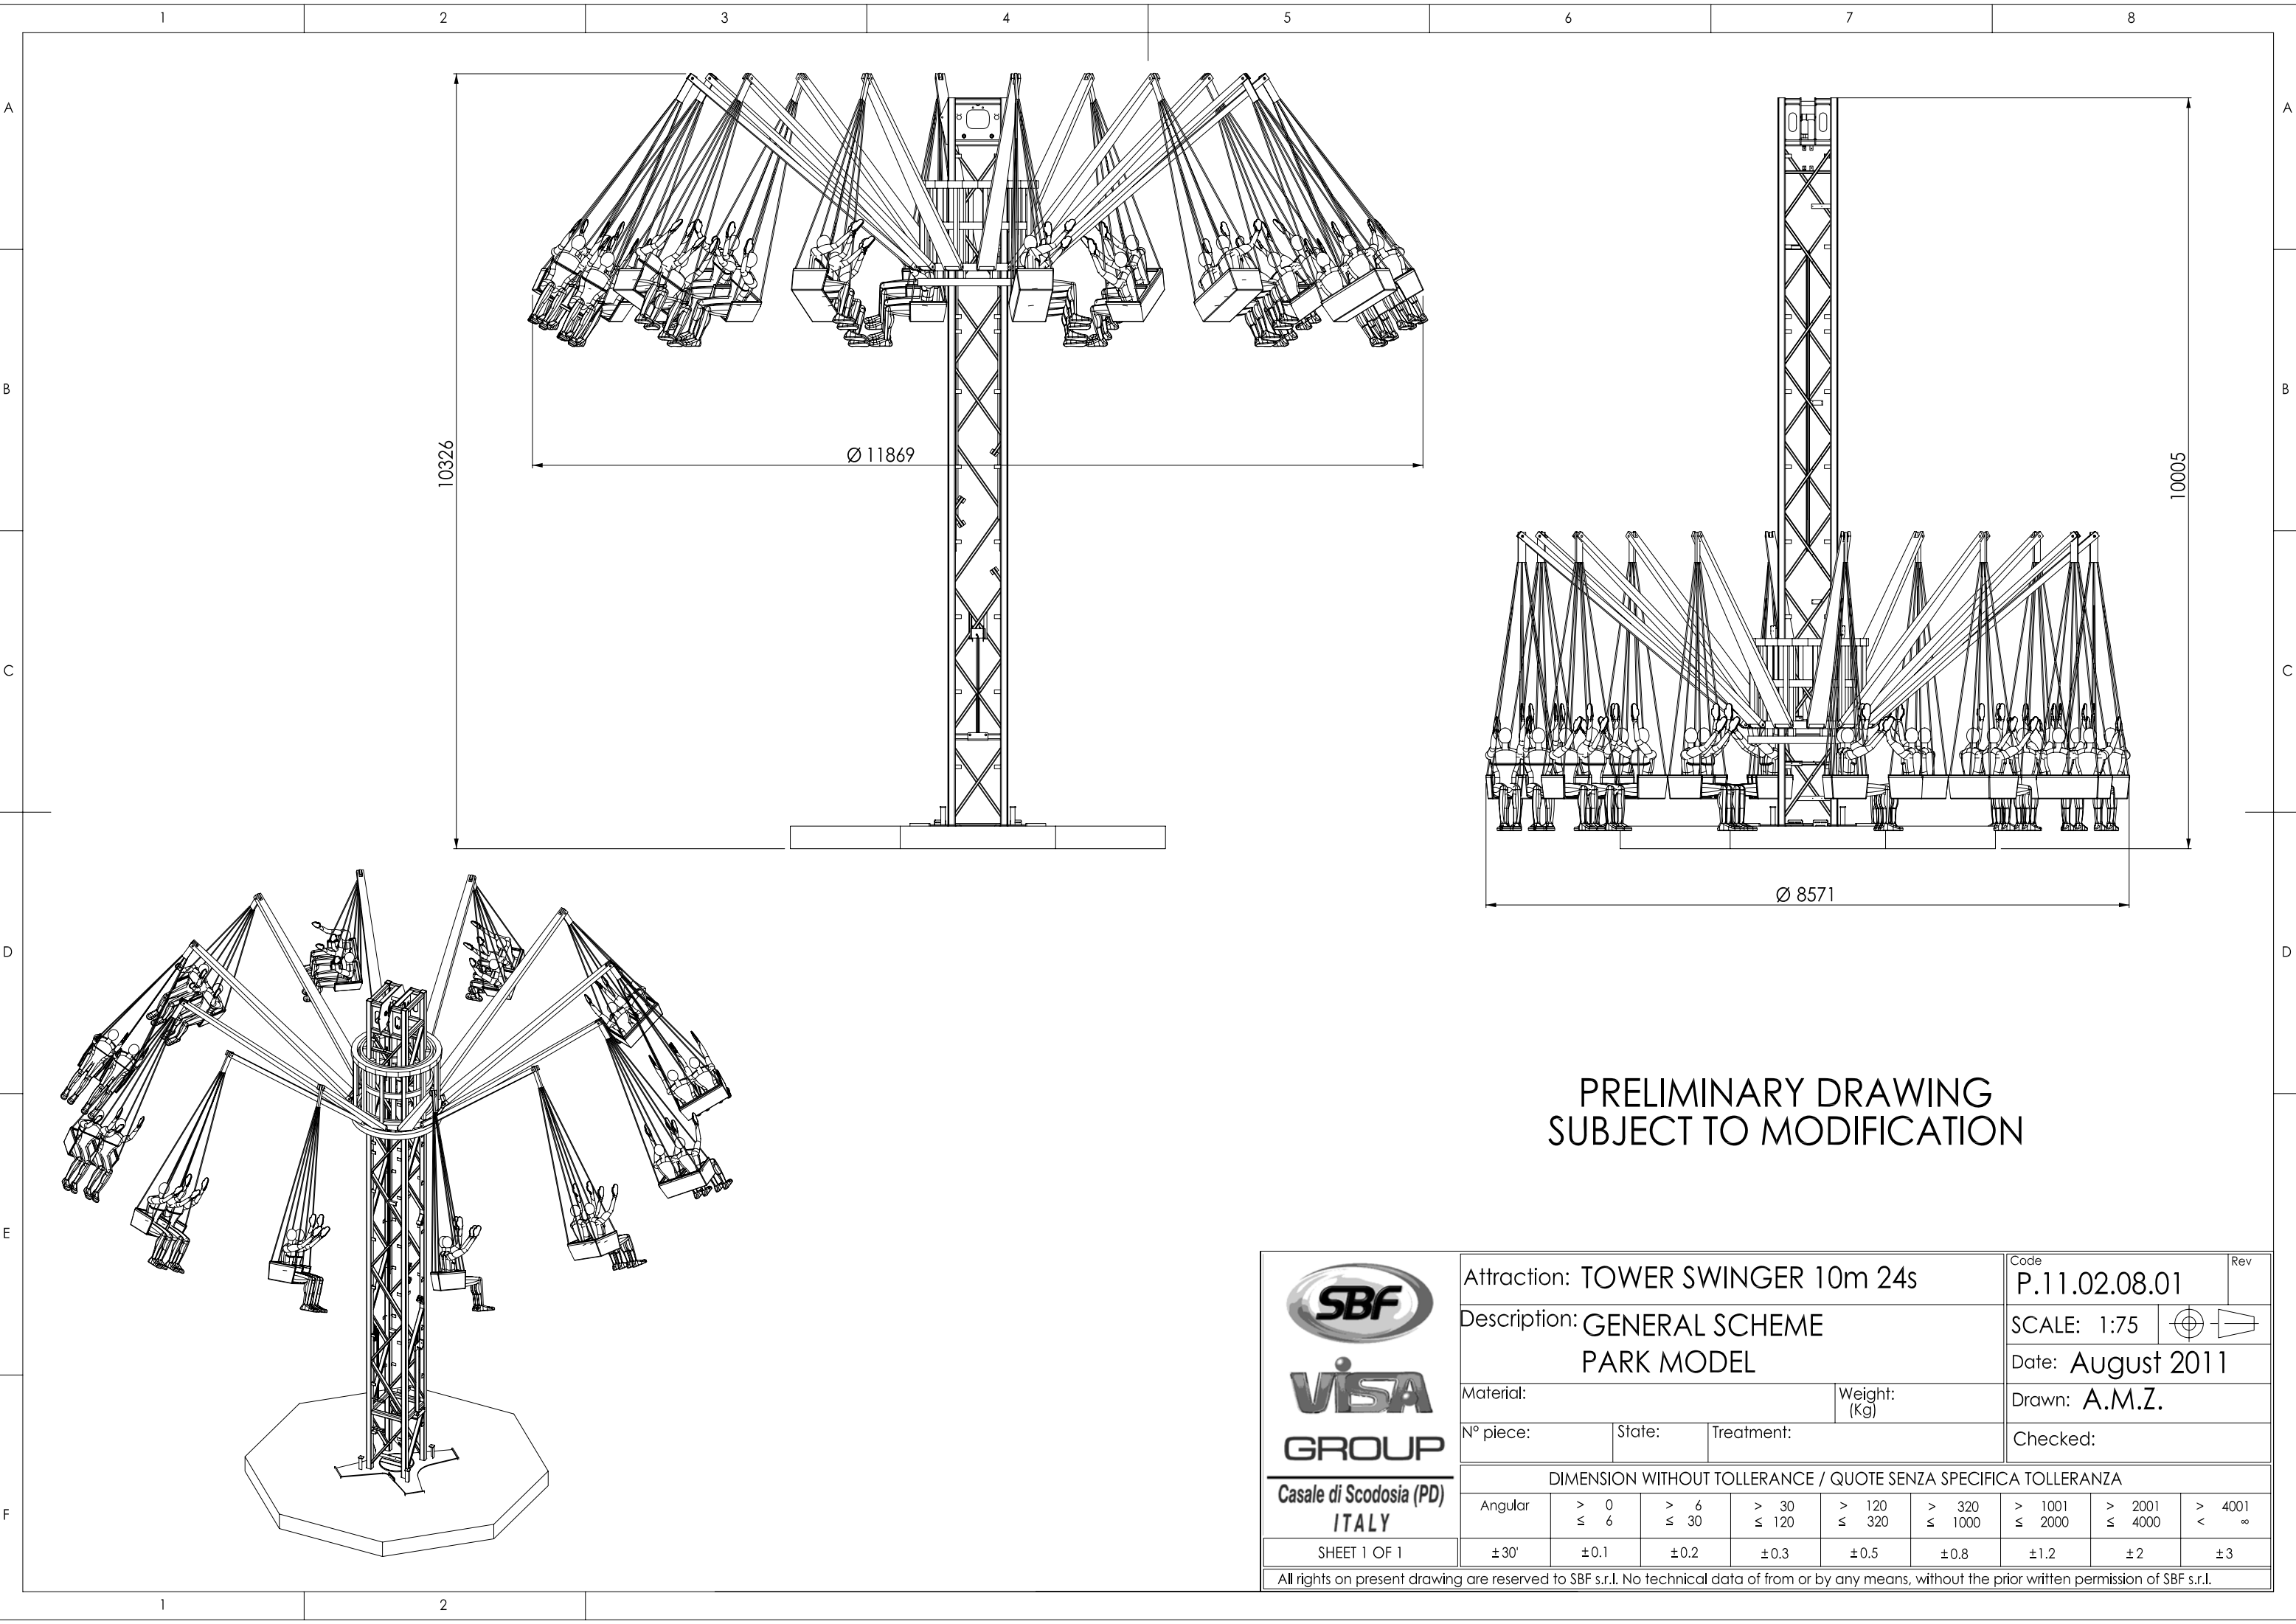 1 2 3 4 5 6 7 8
A A
B B
C C
D D
E
F
10326
Ø 11869
10005
Ø 8571
PRELIMINARY DRAWING
SUBJECT TO MODIFICATION
SBF
VISA
GROUP
Casale di Scodosia (PD)
ITALY
SHEET 1 OF 1
Attraction: TOWER SWINGER 10m 24s
Code
P.11.02.08.01
Rev
Description: GENERAL SCHEME
PARK MODEL
SCALE: 1:75
Date: August 2011
Material:
Weight:
(Kg)
Drawn: A.M.Z.
N° piece: State: Treatment:
Checked:
DIMENSION WITHOUT TOLLERANCE / QUOTE SENZA SPECIFICA TOLLERANZA
Angular > 0 > 6 > 30 > 120 > 320 > 1001 > 2001 > 4001
≤ 6 ≤ 30 ≤ 120 ≤ 320 ≤ 1000 ≤ 2000 ≤ 4000 < ∞
±30' ±0.1 ±0.2 ±0.3 ±0.5 ±0.8 ±1.2 ±2 ±3
All rights on present drawing are reserved to SBF s.r.l. No technical data of from or by any means, without the prior written permission of SBF s.r.l.
1 2